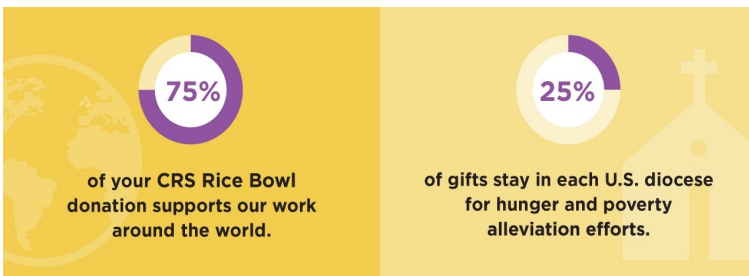 75%
of your CRS Rice Bowl
donation supports our work
around the world.
25%
of gifts stay in each U.S. diocese
for hunger and poverty
alleviation efforts.